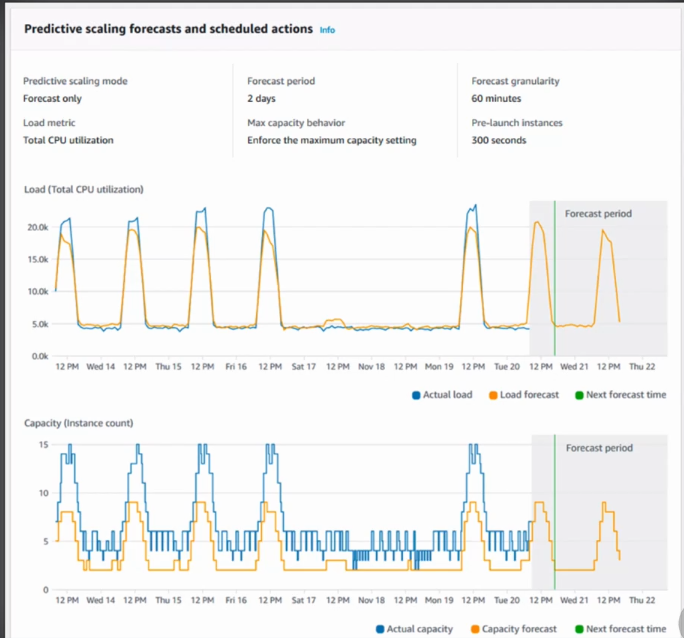 Predictive scaling forecasts and scheduled actions Info
Predictive scaling mode Forecast period Forecast granularity
Forecast only 2 days 60 minutes
Load metric Max capacity behavior Pre-launch instances
Total CPU utilization Enforce the maximum capacity setting 300 seconds
Load (Total CPU utilization)
Forecast period
20.0k
15.0k
10.0k
5.0k
0.0k
12 PM Wed 14 12 PM Thu 15 12 PM Fri 16 12 PM Sat 17 12 PM Nov 18 12 PM Mon 19 12 PM Tue 20 12 PM Wed 21 12 PM Thu 22
Actual load Load forecast Next forecast time
Capacity (Instance count)
15
Forecast period
10
5
0
12 PM Wed 14 12 PM Thu 15 12 PM Fri 16 12 PM Sat 17 12 PM Nov 18 12 PM Mon 19 12 PM Tue 20 12 PM Wed 21 12 PM Thu 22
Actual capacity Capacity forecast Next forecast time